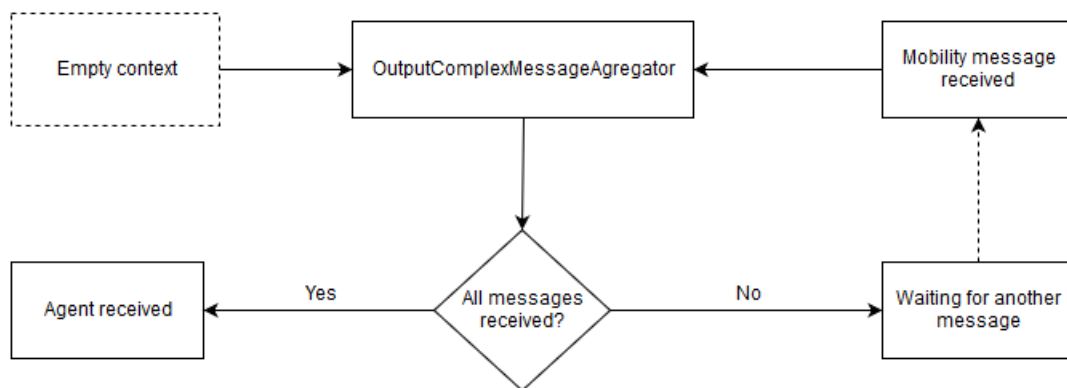 Empty context
OutputComplexMessageAgregator
Mobility message
received
Agent received
Yes
All messages
received?
No
Waiting for another
message